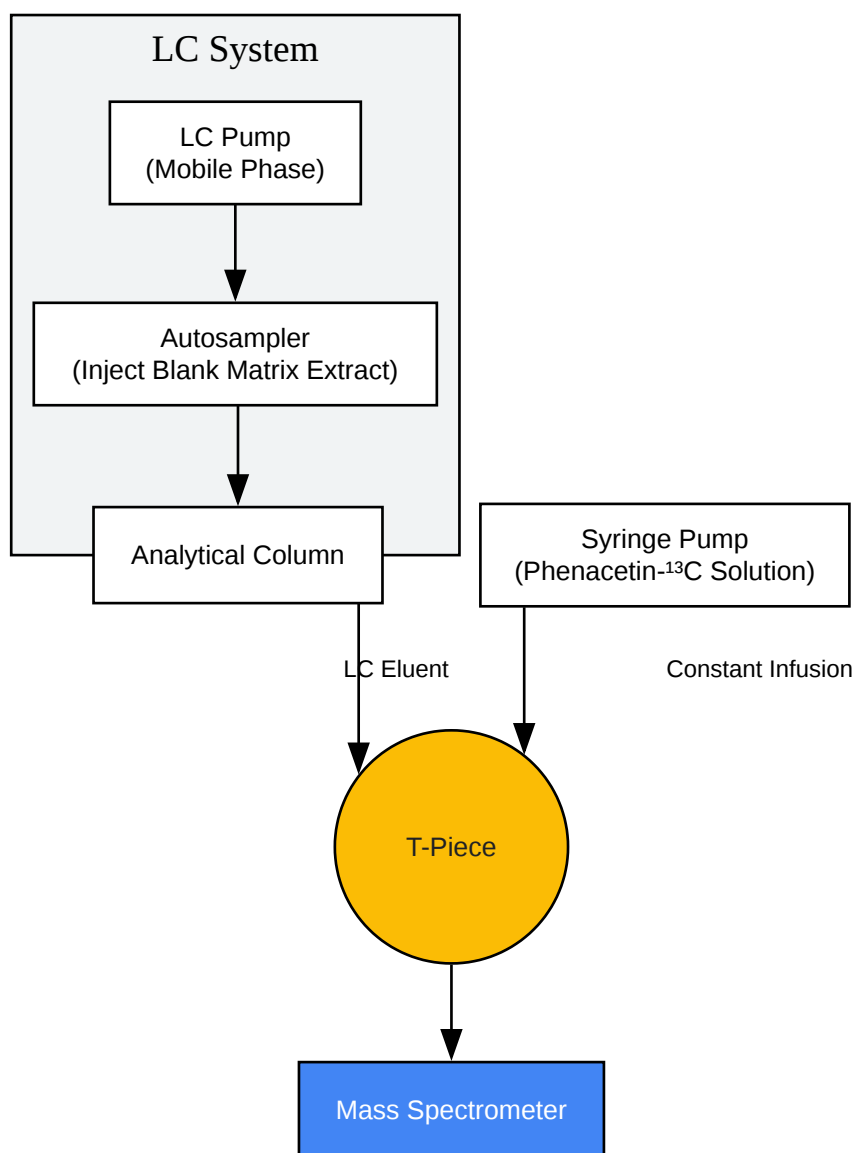 LC System
LC Pump
(Mobile Phase)
Autosampler
(Inject Blank Matrix Extract)
Analytical Column
Syringe Pump
(Phenacetin-¹³C Solution)
LC Eluent
Constant Infusion
T-Piece
Mass Spectrometer